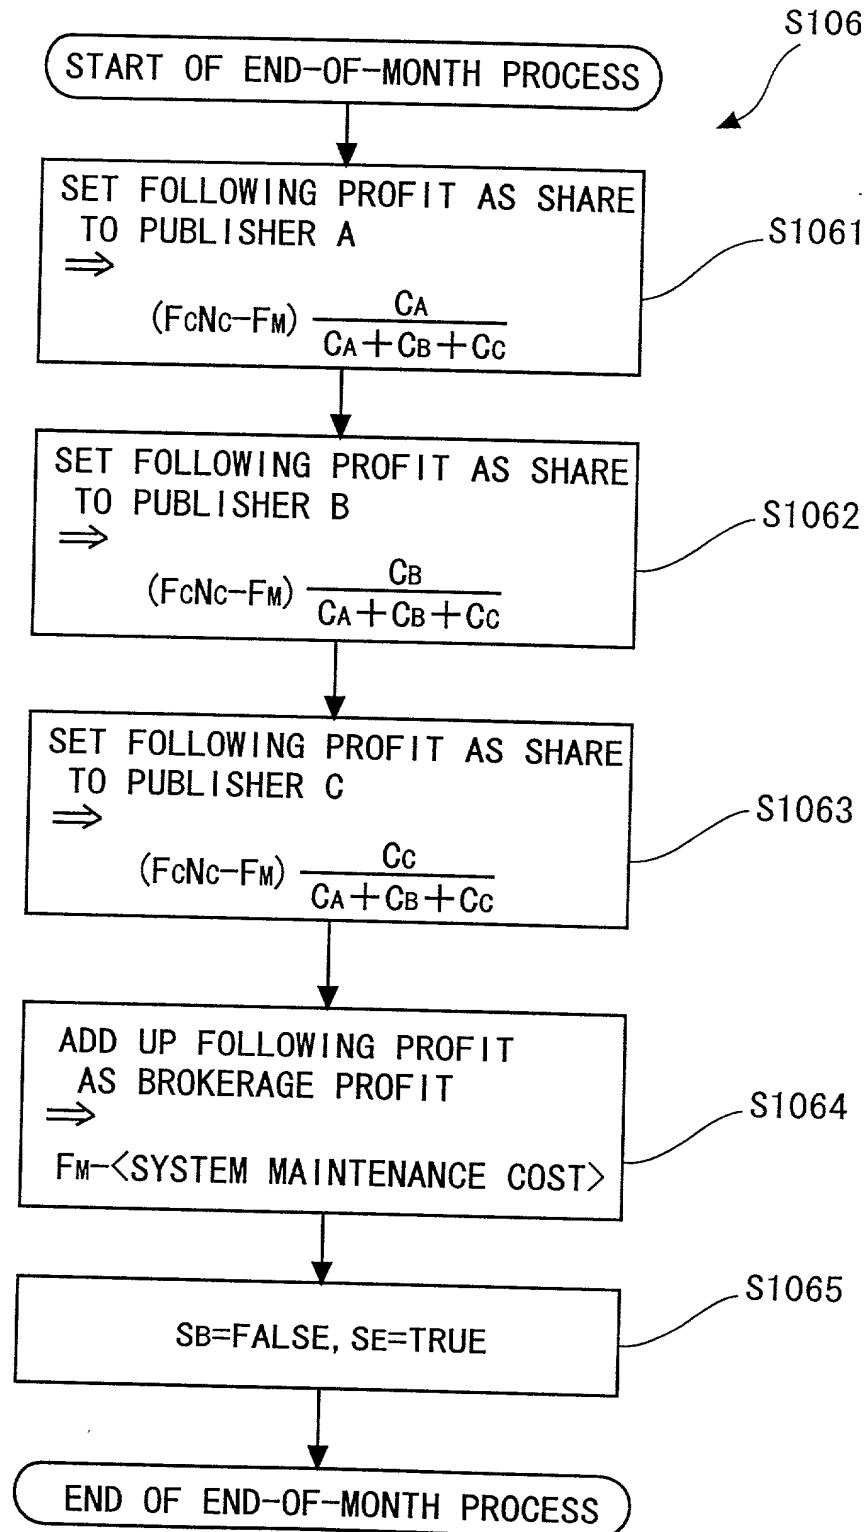 S106
START OF END-OF-MONTH PROCESS
SET FOLLOWING PROFIT AS SHARE
TO PUBLISHER A
⇒
(FcNc-FM) CA
CA+CB+CC
S1061
SET FOLLOWING PROFIT AS SHARE
TO PUBLISHER B
⇒
(FcNc-FM) CB
CA+CB+CC
S1062
SET FOLLOWING PROFIT AS SHARE
TO PUBLISHER C
⇒
(FcNc-FM) CC
CA+CB+CC
S1063
ADD UP FOLLOWING PROFIT
AS BROKERAGE PROFIT
⇒
FM-<SYSTEM MAINTENANCE COST>
S1064
SB=FALSE, SE=TRUE
S1065
END OF END-OF-MONTH PROCESS